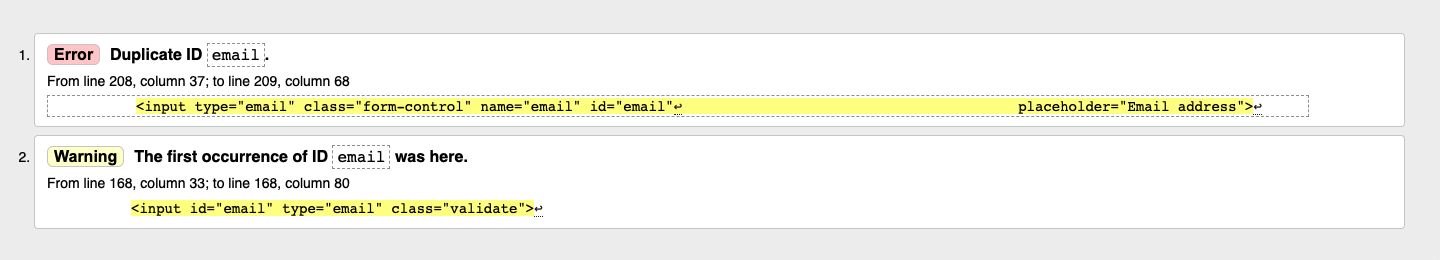 1. Error Duplicate ID email.
From line 208, column 37; to line 209, column 68
<input type="email" class="form-control" name="email" id="email"↩ placeholder="Email address">↩
2. Warning The first occurrence of ID email was here.
From line 168, column 33; to line 168, column 80
<input id="email" type="email" class="validate">↩